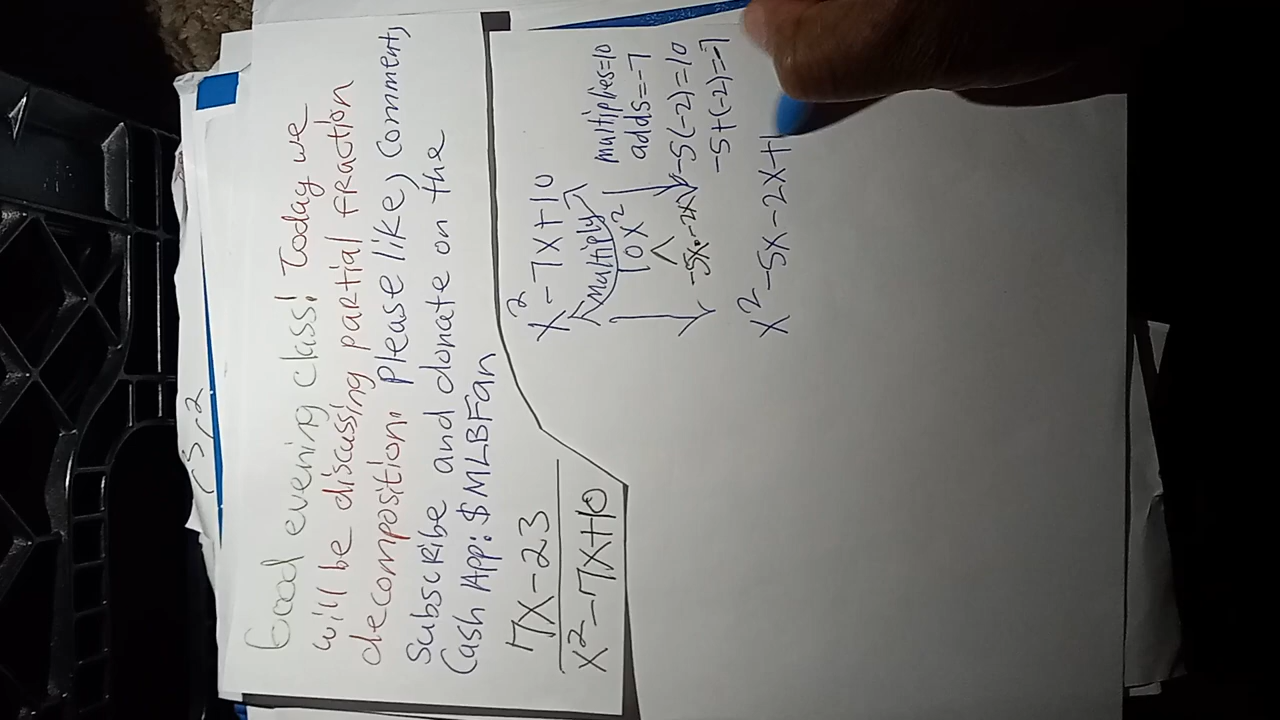 Good evening class! Today we
will be discussing partial fraction
decomposition. Please like, comment,
Subscribe and donate on the
Cash App: $MLBFan
7x-23
x²-7x+10
x²-7x+10
multiply
10x²
-5x·-2x
multiplies=10
adds=-7
-5(-2)=10
-5+(-2)=-7
x²-5x-2x+